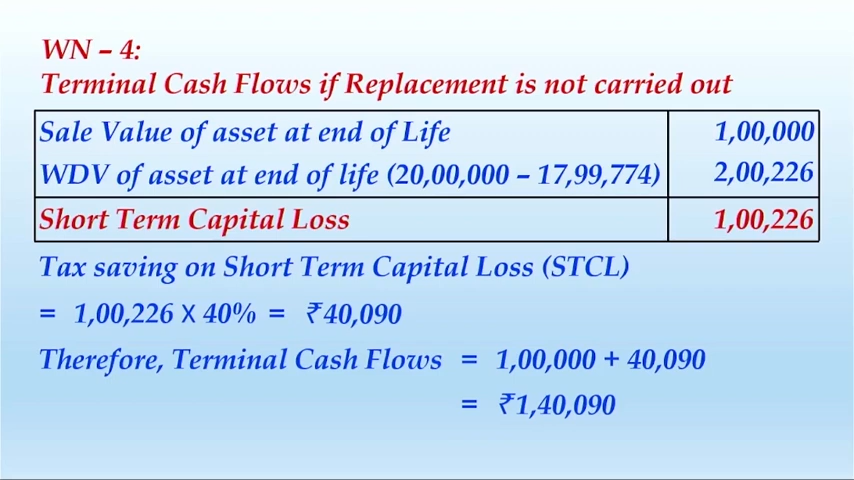 WN – 4:
Terminal Cash Flows if Replacement is not carried out
Sale Value of asset at end of Life 1,00,000
WDV of asset at end of life (20,00,000 – 17,99,774) 2,00,226
Short Term Capital Loss 1,00,226
Tax saving on Short Term Capital Loss (STCL)
= 1,00,226 X 40% = ₹40,090
Therefore, Terminal Cash Flows = 1,00,000 + 40,090
= ₹1,40,090